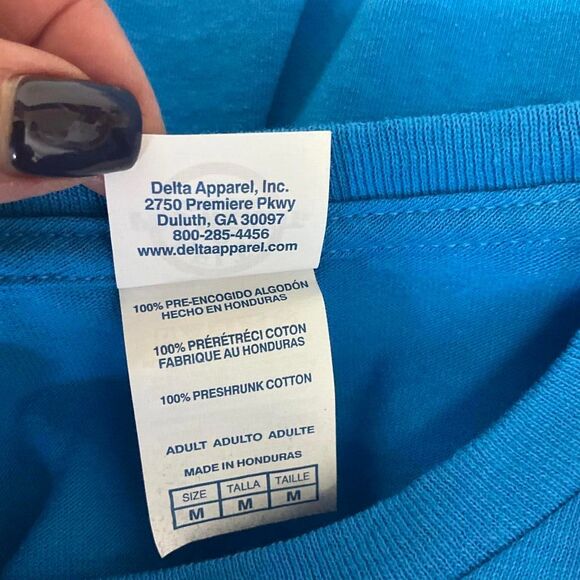 Delta Apparel, Inc.
2750 Premiere Pkwy
Duluth, GA 30097
800-285-4456
www.deltaapparel.com
100% PRE-ENCOGIDO ALGODÓN
HECHO EN HONDURAS
100% PRÉRÉTRÉCI COTON
FABRIQUE AU HONDURAS
100% PRESHRUNK COTTON
ADULT ADULTO ADULTE
MADE IN HONDURAS
SIZE TALLA TAILLE
M M M